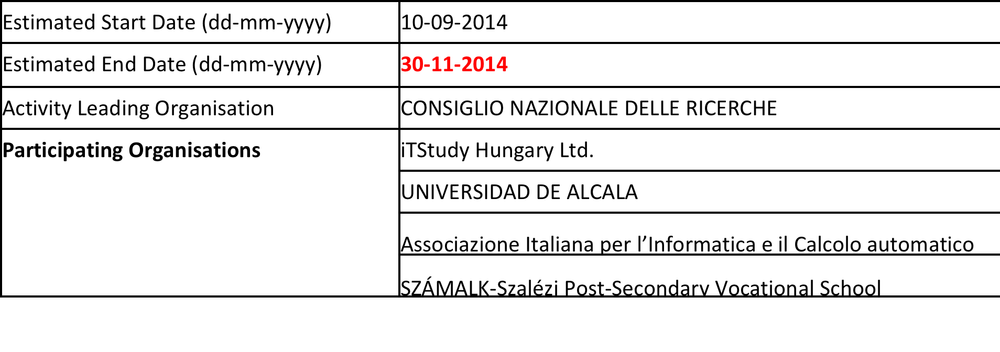 Estimated Start Date (dd-mm-yyyy) 10-09-2014
Estimated End Date (dd-mm-yyyy) 30-11-2014
Activity Leading Organisation CONSIGLIO NAZIONALE DELLE RICERCHE
Participating Organisations iTStudy Hungary Ltd.
UNIVERSIDAD DE ALCALA
Associazione Italiana per l’Informatica e il Calcolo automatico
SZÁMALK-Szalézi Post-Secondary Vocational School